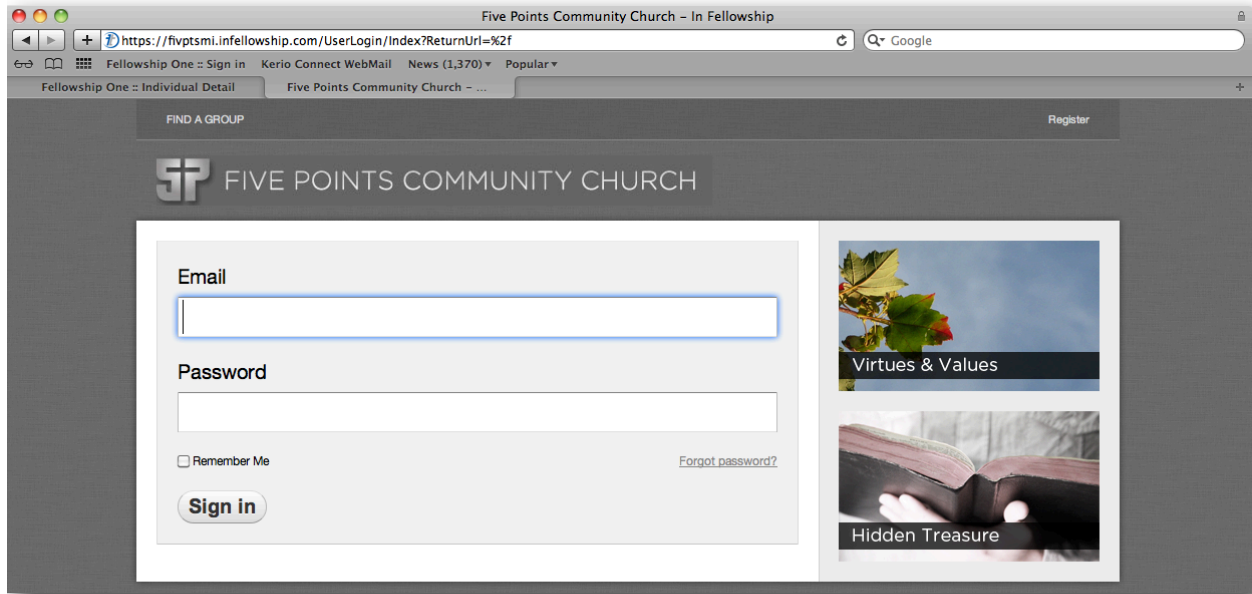 Five Points Community Church – In Fellowship
https://fivptsmi.infellowship.com/UserLogin/Index?ReturnUrl=%2f
Google
Fellowship One :: Sign in Kerio Connect WebMail News (1,370) Popular
Fellowship One :: Individual Detail Five Points Community Church – ...
FIND A GROUP Register
5P FIVE POINTS COMMUNITY CHURCH
Email
Password
Remember Me Forgot password?
Sign in
Virtues & Values
Hidden Treasure